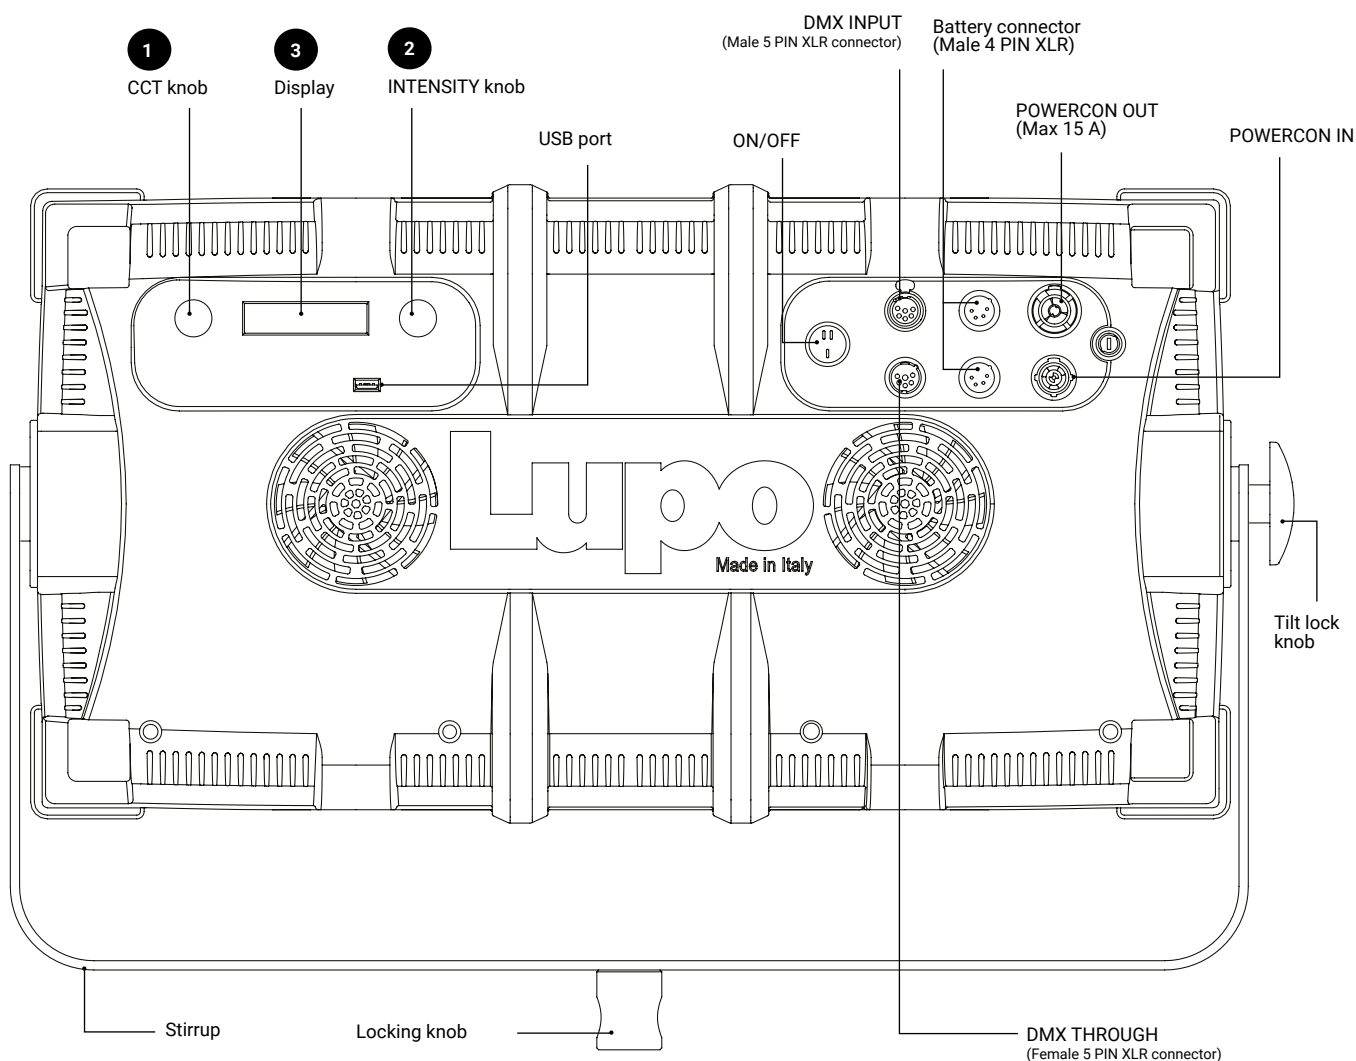 1
3
2
CCT knob
Display
INTENSITY knob
DMX INPUT
(Male 5 PIN XLR connector)
Battery connector
(Male 4 PIN XLR)
POWERCON OUT
(Max 15 A)
POWERCON IN
USB port
ON/OFF
Lupo
Made in Italy
Tilt lock
knob
Stirrup
Locking knob
DMX THROUGH
(Female 5 PIN XLR connector)